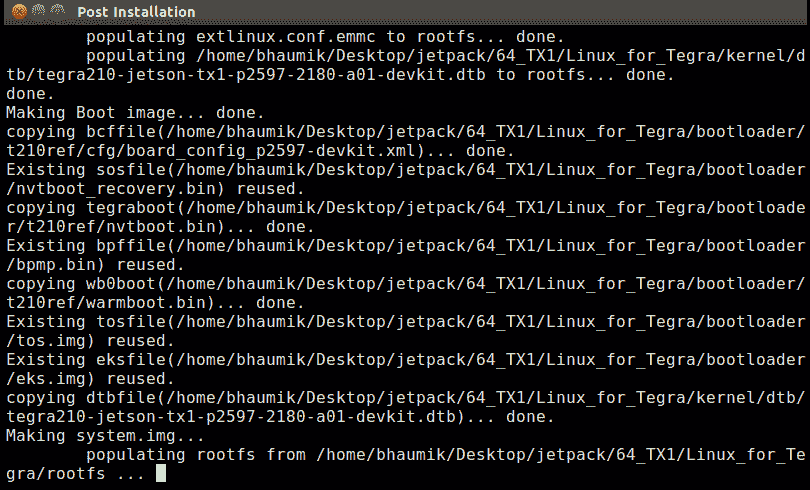 Post Installation
populating extlinux.conf.emmc to rootfs... done.
populating /home/bhaumik/Desktop/jetpack/64_TX1/Linux_for_Tegra/kernel/d
tb/tegra210-jetson-tx1-p2597-2180-a01-devkit.dtb to rootfs... done.
done.
Making Boot image... done.
copying bcffile(/home/bhaumik/Desktop/jetpack/64_TX1/Linux_for_Tegra/bootloader/
t210ref/cfg/board_config_p2597-devkit.xml)... done.
Existing sosfile(/home/bhaumik/Desktop/jetpack/64_TX1/Linux_for_Tegra/bootloader
/nvtboot_recovery.bin) reused.
copying tegraboot(/home/bhaumik/Desktop/jetpack/64_TX1/Linux_for_Tegra/bootloade
r/t210ref/nvtboot.bin)... done.
Existing bpffile(/home/bhaumik/Desktop/jetpack/64_TX1/Linux_for_Tegra/bootloader
/bpmp.bin) reused.
copying wb0boot(/home/bhaumik/Desktop/jetpack/64_TX1/Linux_for_Tegra/bootloader/
t210ref/warmboot.bin)... done.
Existing tosfile(/home/bhaumik/Desktop/jetpack/64_TX1/Linux_for_Tegra/bootloader
/tos.img) reused.
Existing eksfile(/home/bhaumik/Desktop/jetpack/64_TX1/Linux_for_Tegra/bootloader
/eks.img) reused.
copying dtbfile(/home/bhaumik/Desktop/jetpack/64_TX1/Linux_for_Tegra/kernel/dtb/
tegra210-jetson-tx1-p2597-2180-a01-devkit.dtb)... done.
Making system.img...
populating rootfs from /home/bhaumik/Desktop/jetpack/64_TX1/Linux_for_Te
gra/rootfs ...